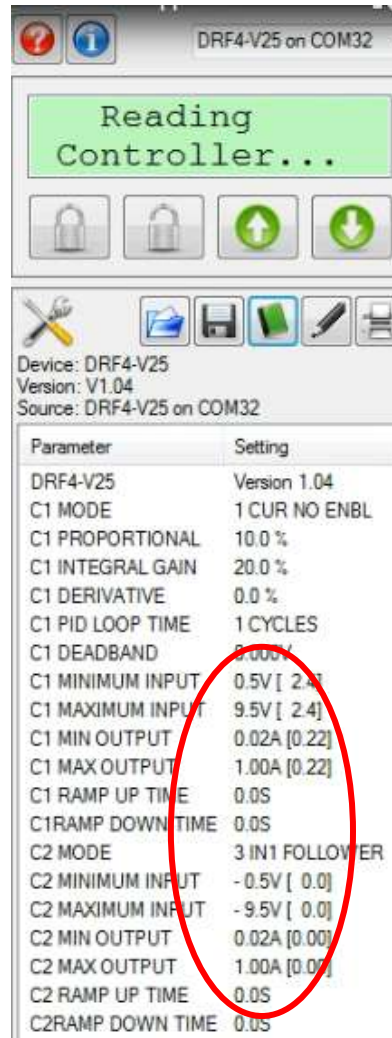 DRF4-V25 on COM32
Reading
Controller...
Device: DRF4-V25
Version: V1.04
Source: DRF4-V25 on COM32
Parameter Setting
DRF4-V25 Version 1.04
C1 MODE 1 CUR NO ENBL
C1 PROPORTIONAL 10.0 %
C1 INTEGRAL GAIN 20.0 %
C1 DERIVATIVE 0.0 %
C1 PID LOOP TIME 1 CYCLES
C1 DEADBAND 0.000V
C1 MINIMUM INPUT 0.5V [ 2.4]
C1 MAXIMUM INPUT 9.5V [ 2.4]
C1 MIN OUTPUT 0.02A [0.22]
C1 MAX OUTPUT 1.00A [0.22]
C1 RAMP UP TIME 0.0S
C1RAMP DOWN TIME 0.0S
C2 MODE 3 IN1 FOLLOWER
C2 MINIMUM INPUT - 0.5V [ 0.0]
C2 MAXIMUM INPUT - 9.5V [ 0.0]
C2 MIN OUTPUT 0.02A [0.00]
C2 MAX OUTPUT 1.00A [0.00]
C2 RAMP UP TIME 0.0S
C2RAMP DOWN TIME 0.0S